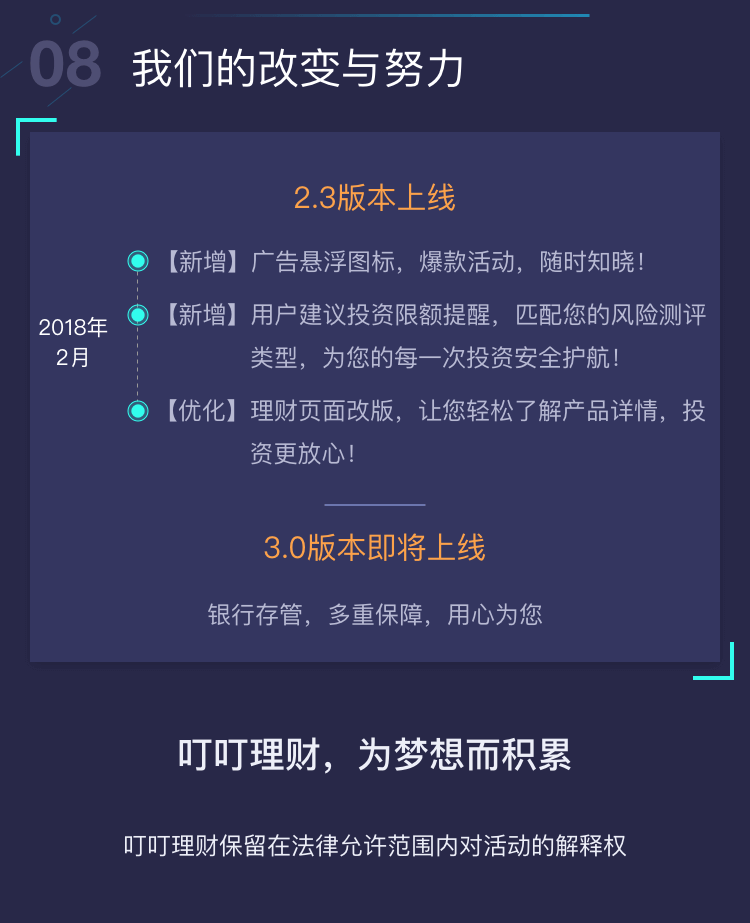 08 我们的改变与努力
2.3版本上线
【新增】广告悬浮图标，爆款活动，随时知晓！
2018年
2月
【新增】用户建议投资限额提醒，匹配您的风险测评
类型，为您的每一次投资安全护航！
【优化】理财页面改版，让您轻松了解产品详情，投
资更放心！
3.0版本即将上线
银行存管，多重保障，用心为您
叮叮理财，为梦想而积累
叮叮理财保留在法律允许范围内对活动的解释权